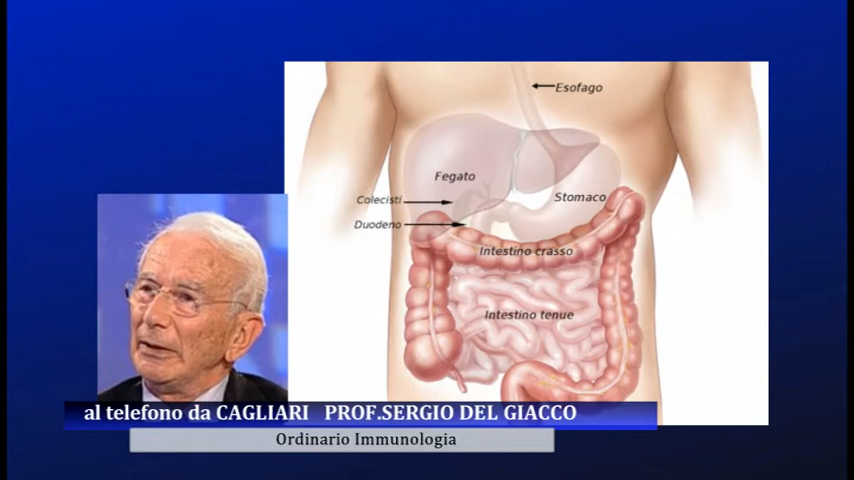 Esofago
Fegato
Stomaco
Colecisti
Duodeno
Intestino crasso
Intestino tenue
al telefono da CAGLIARI PROF.SERGIO DEL GIACCO
Ordinario Immunologia